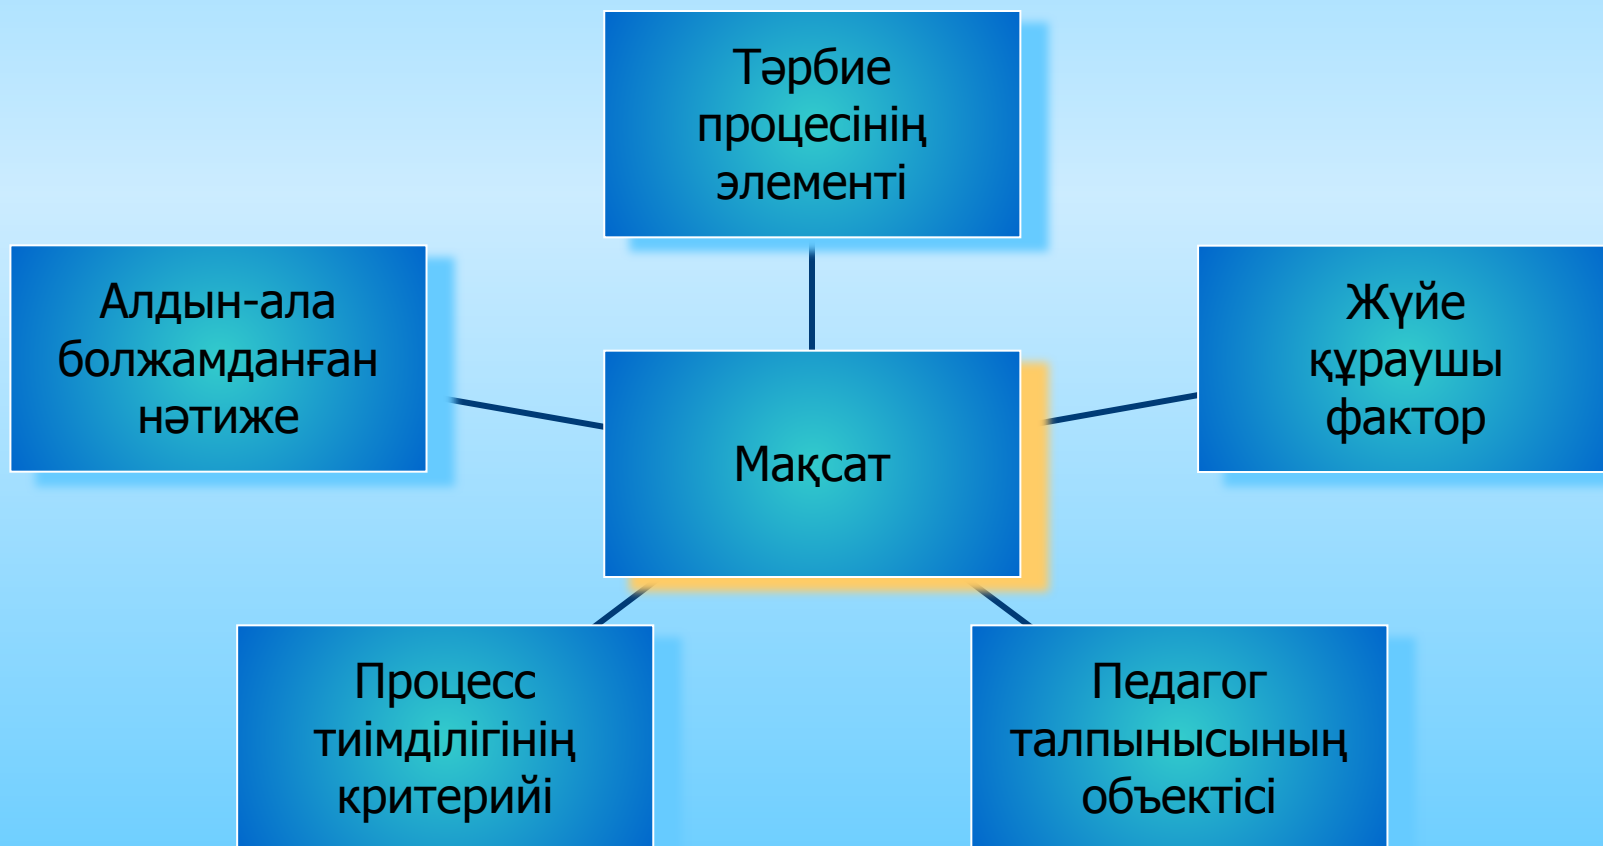 Тәрбие
процесінің
элементі
Алдын-ала
болжамданған
нәтиже
Жүйе
құраушы
фактор
Мақсат
Процесс
тиімділігінің
критерийі
Педагог
талпынысының
объектісі